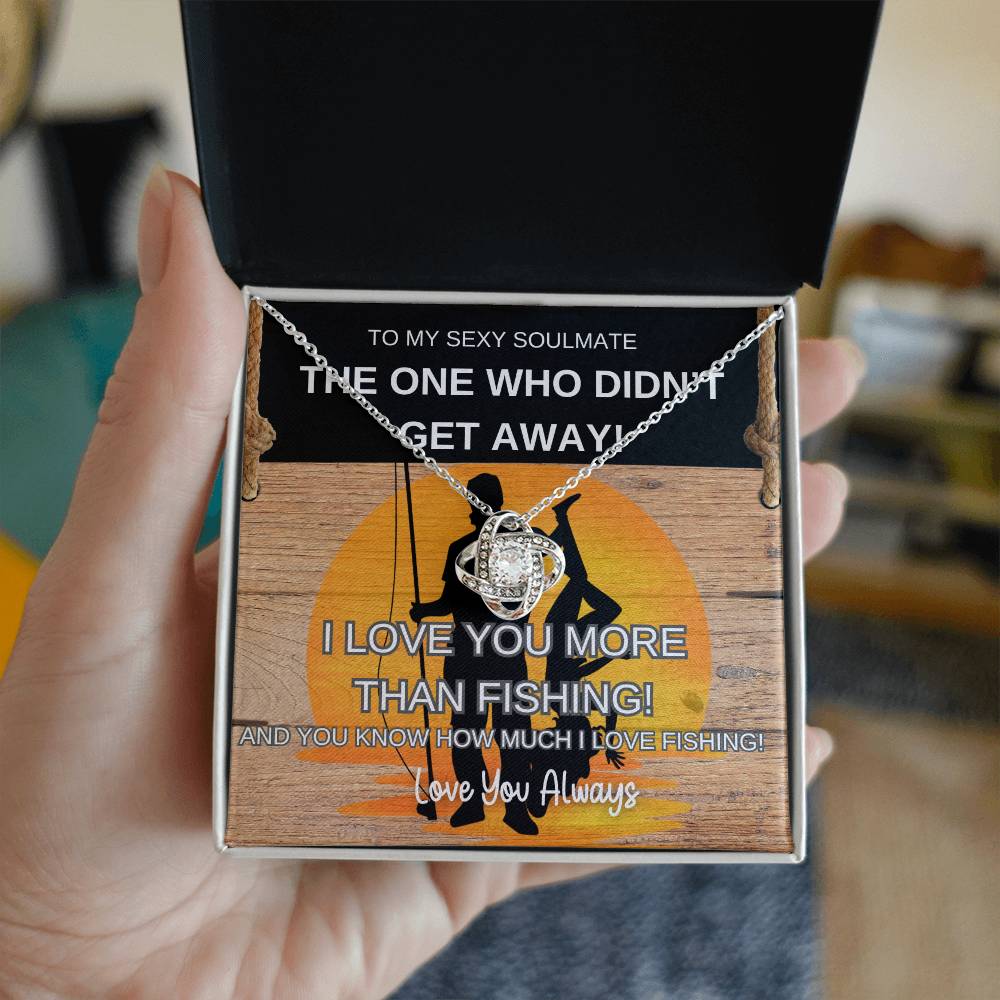 TO MY SEXY SOULMATE
THE ONE WHO DIDN'T
GET AWAY!
I LOVE YOU MORE
THAN FISHING!
AND YOU KNOW HOW MUCH I LOVE FISHING!
Love You Always